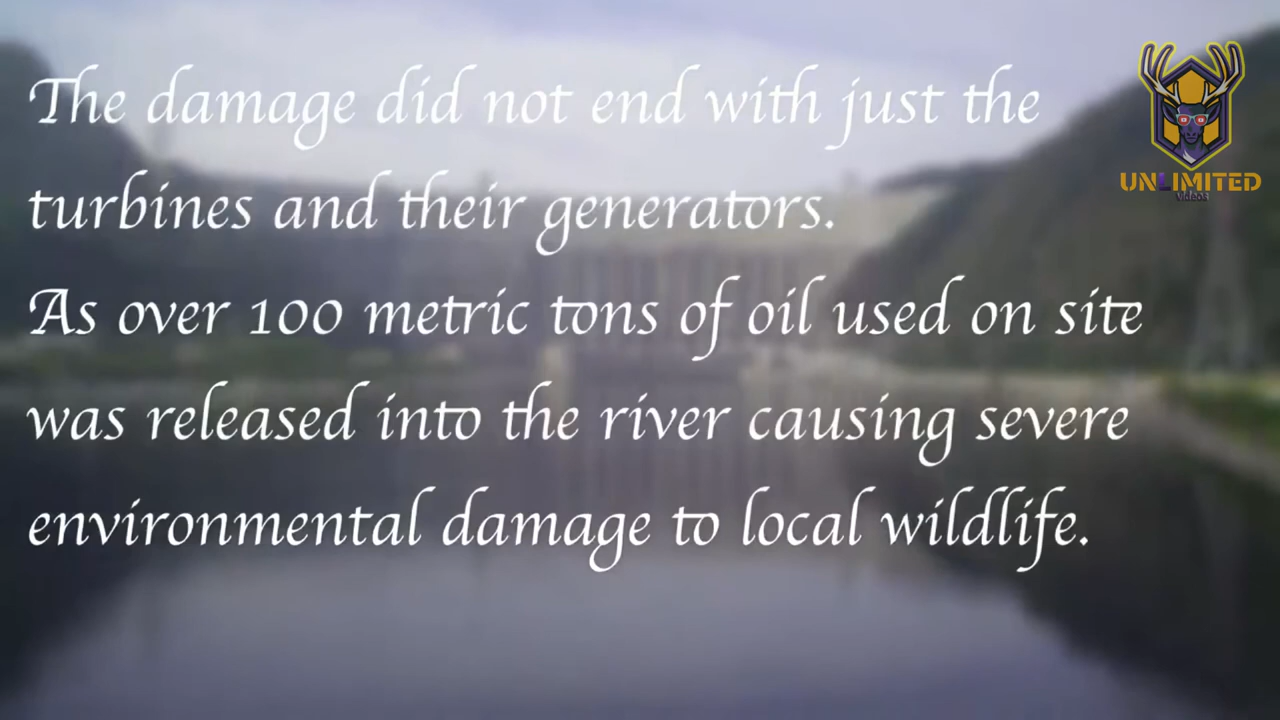 The damage did not end with just the
turbines and their generators.
As over 100 metric tons of oil used on site
was released into the river causing severe
environmental damage to local wildlife.
UNLIMITED
videos